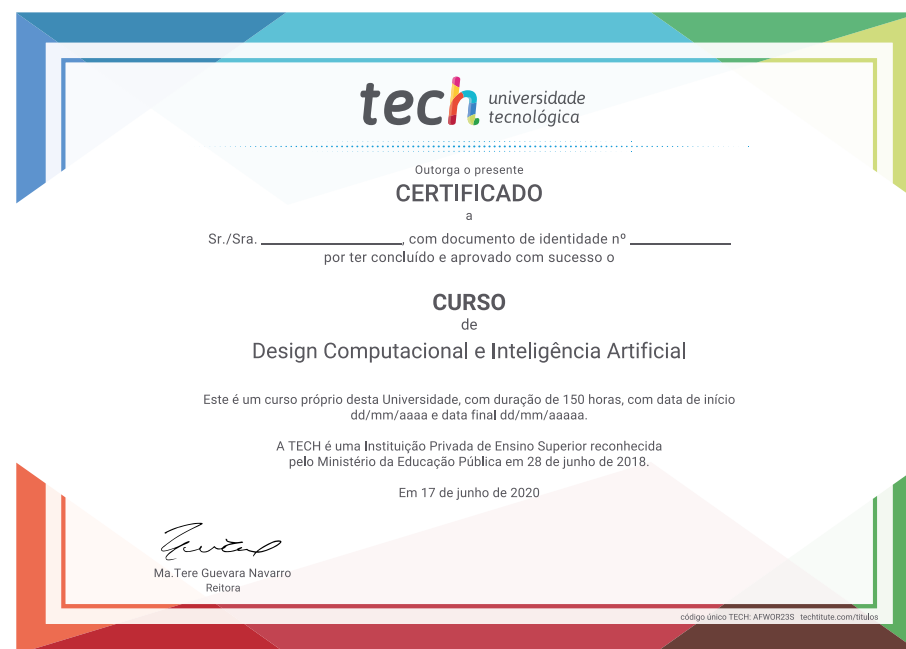 tech universidade
tecnológica
Outorga o presente
CERTIFICADO
a
Sr./Sra. ____________, com documento de identidade nº ____________
por ter concluído e aprovado com sucesso o
CURSO
de
Design Computacional e Inteligência Artificial
Este é um curso próprio desta Universidade, com duração de 150 horas, com data de início
dd/mm/aaaa e data final dd/mm/aaaaa.
A TECH é uma Instituição Privada de Ensino Superior reconhecida
pelo Ministério da Educação Pública em 28 de junho de 2018.
Em 17 de junho de 2020
Ma.Tere Guevara Navarro
Reitora
código único TECH: AFWOR23S techtitute.com/titulos